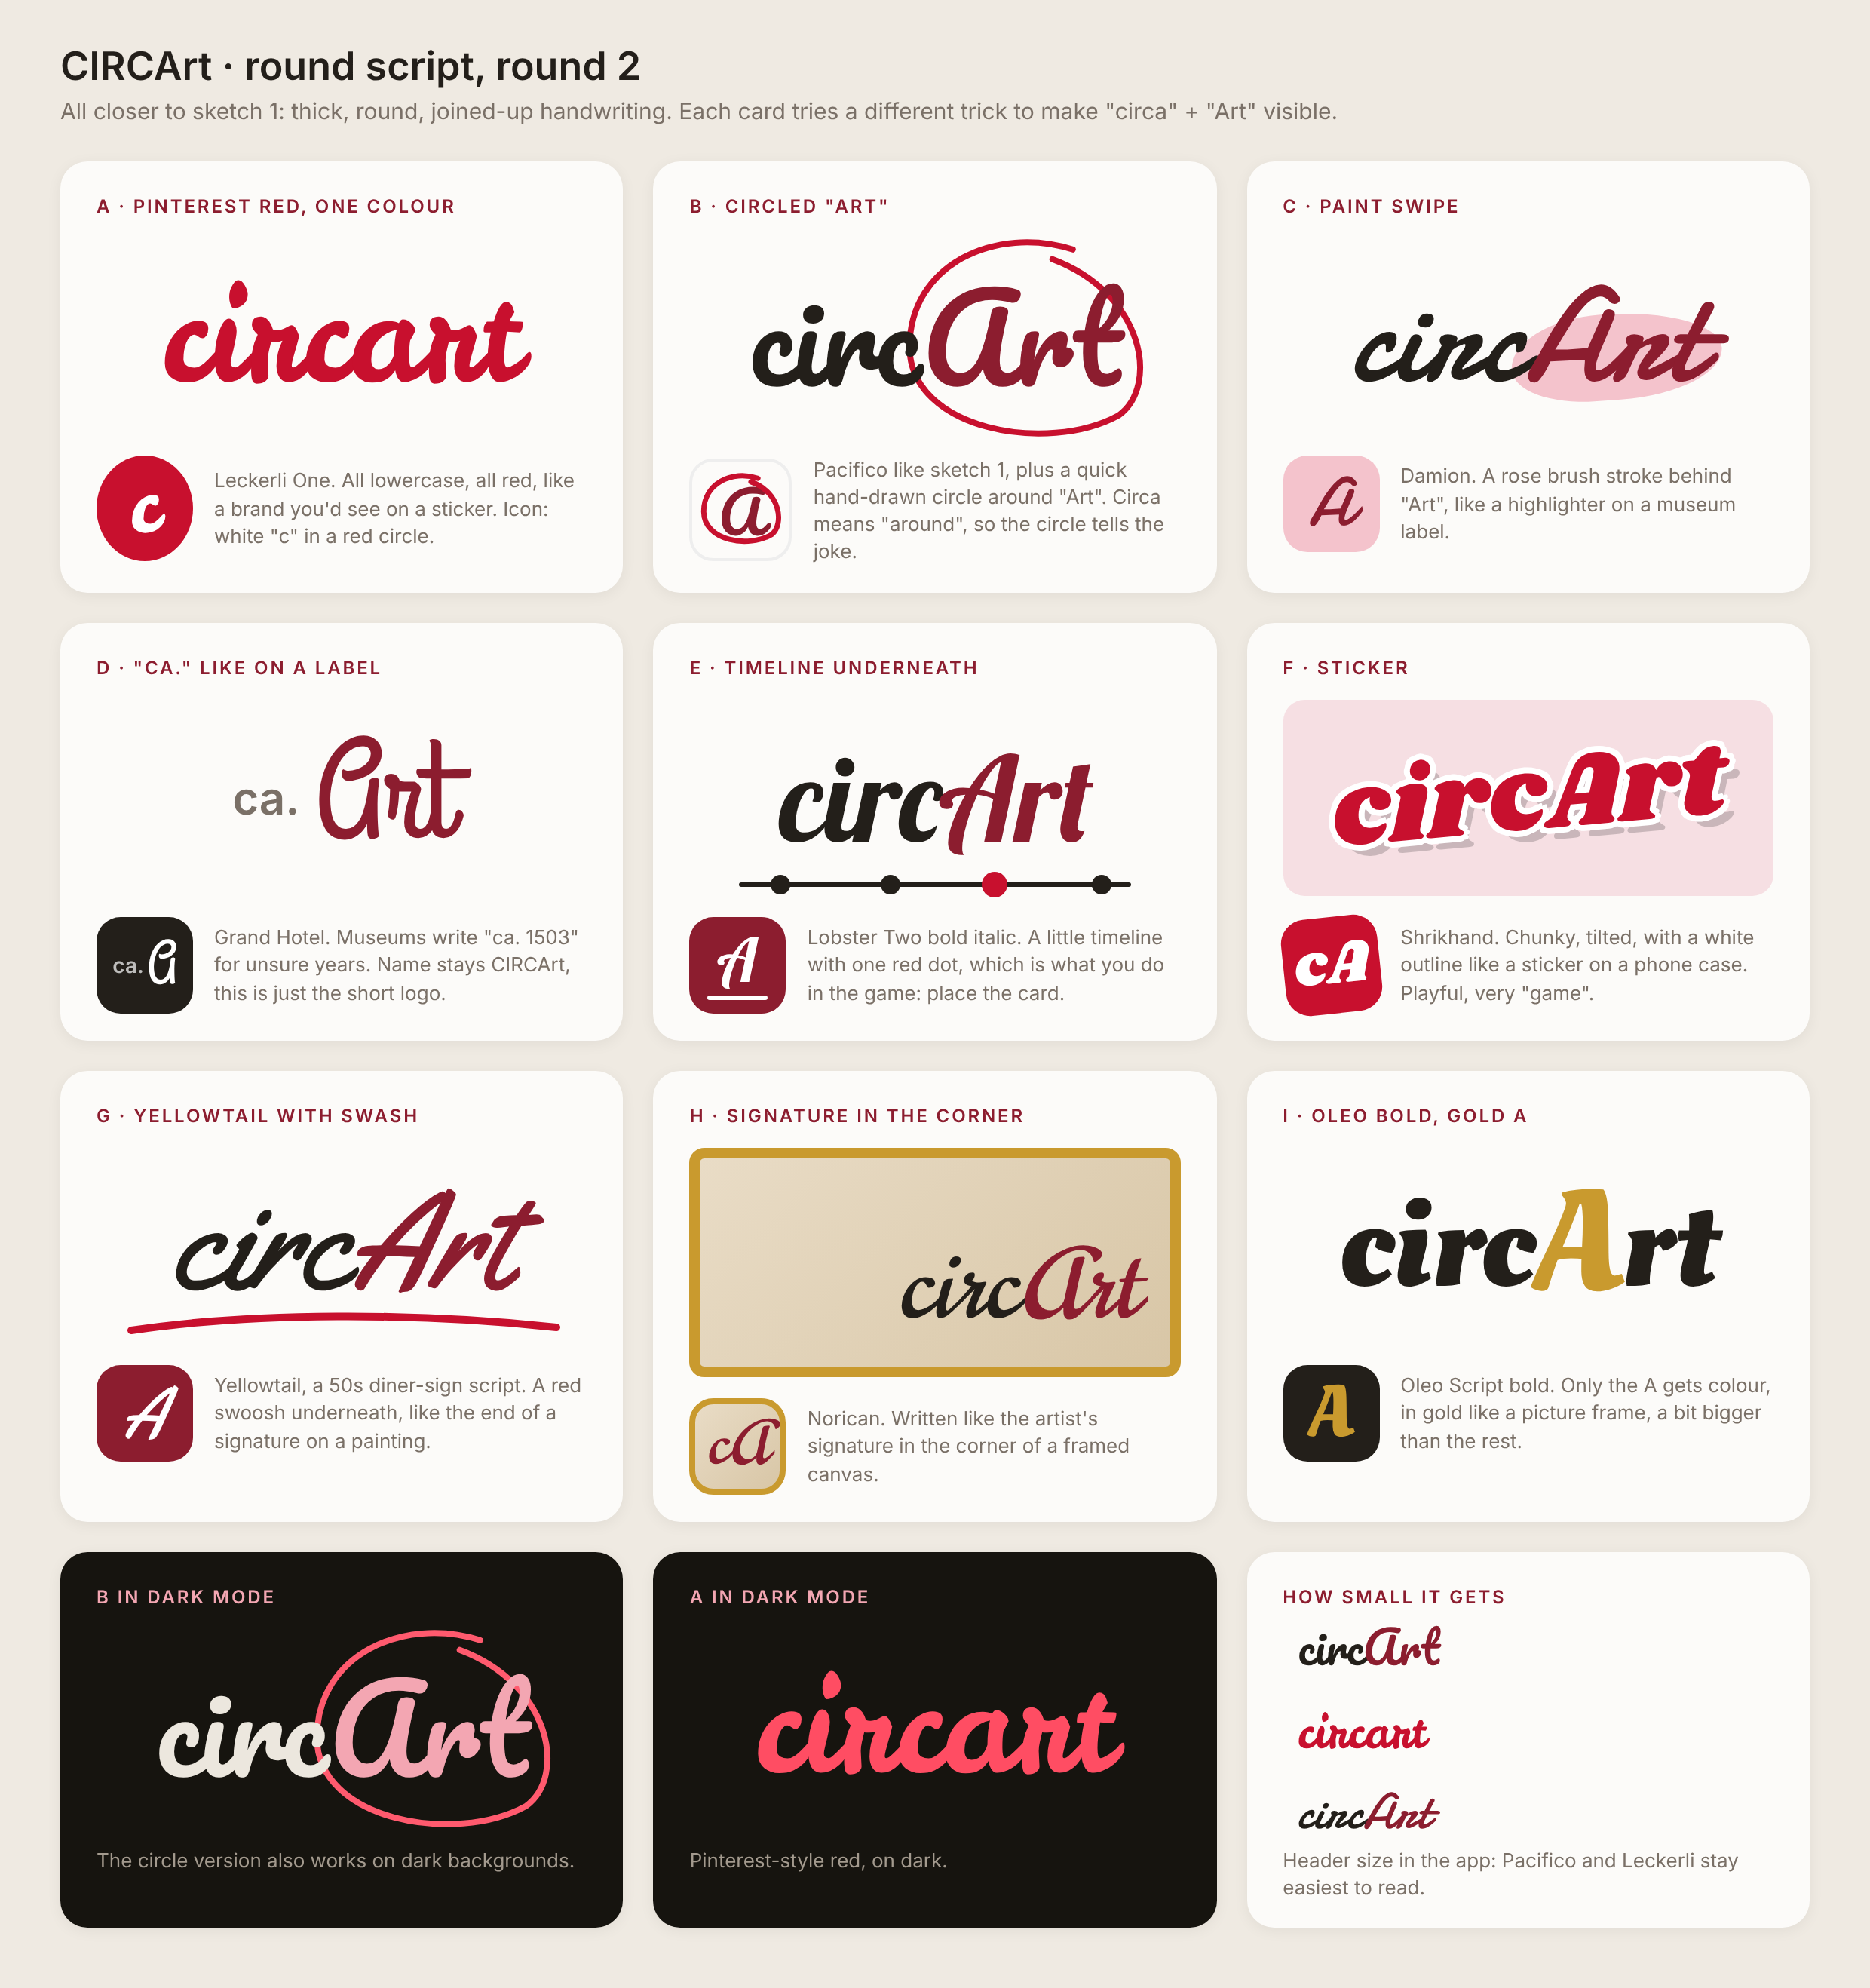 CIRCArt · round script, round 2
All closer to sketch 1: thick, round, joined-up handwriting. Each card tries a different trick to make "circa" + "Art" visible.
A · PINTEREST RED, ONE COLOUR
circart
c
Leckerli One. All lowercase, all red, like
a brand you'd see on a sticker. Icon:
white "c" in a red circle.
B · CIRCLED "ART"
circArt
a
Pacifico like sketch 1, plus a quick
hand-drawn circle around "Art". Circa
means "around", so the circle tells the
joke.
C · PAINT SWIPE
circArt
A
Damion. A rose brush stroke behind
"Art", like a highlighter on a museum
label.
D · "CA." LIKE ON A LABEL
ca. Art
ca. A
Grand Hotel. Museums write "ca. 1503"
for unsure years. Name stays CIRCArt,
this is just the short logo.
E · TIMELINE UNDERNEATH
circArt
A
Lobster Two bold italic. A little timeline
with one red dot, which is what you do
in the game: place the card.
F · STICKER
circArt
cA
Shrikhand. Chunky, tilted, with a white
outline like a sticker on a phone case.
Playful, very "game".
G · YELLOWTAIL WITH SWASH
circArt
A
Yellowtail, a 50s diner-sign script. A red
swoosh underneath, like the end of a
signature on a painting.
H · SIGNATURE IN THE CORNER
circArt
cA
Norican. Written like the artist's
signature in the corner of a framed
canvas.
I · OLEO BOLD, GOLD A
circArt
A
Oleo Script bold. Only the A gets colour,
in gold like a picture frame, a bit bigger
than the rest.
B IN DARK MODE
circArt
The circle version also works on dark backgrounds.
A IN DARK MODE
circart
Pinterest-style red, on dark.
HOW SMALL IT GETS
circArt
circart
circArt
Header size in the app: Pacifico and Leckerli stay
easiest to read.